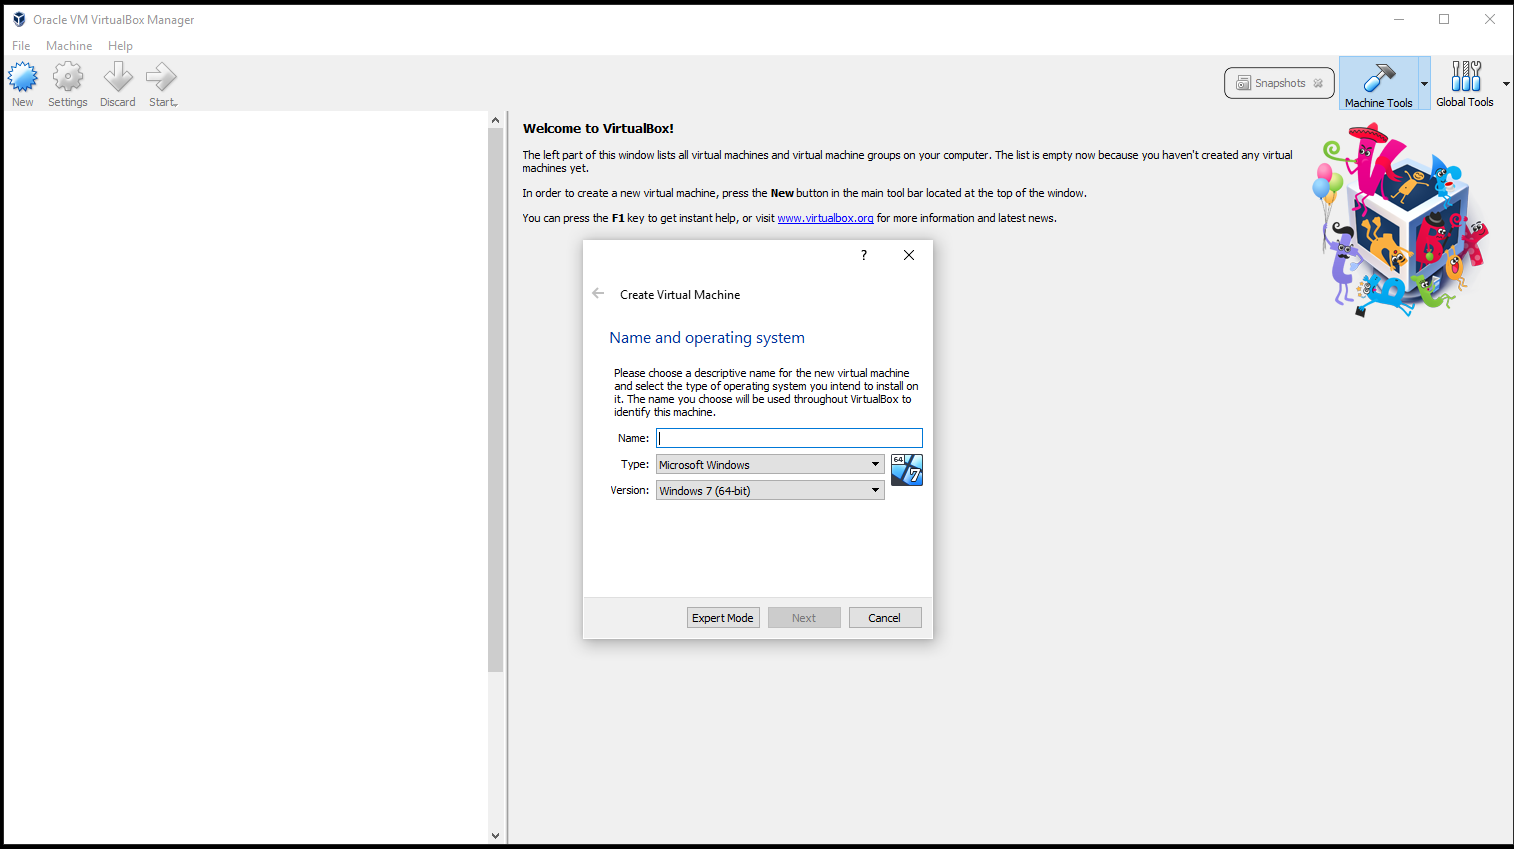 Oracle VM VirtualBox Manager
File Machine Help
New Settings Discard Start
Snapshots Machine Tools Global Tools
Welcome to VirtualBox!
The left part of this window lists all virtual machines and virtual machine groups on your computer. The list is empty now because you haven't created any virtual
machines yet.
In order to create a new virtual machine, press the New button in the main tool bar located at the top of the window.
You can press the F1 key to get instant help, or visit www.virtualbox.org for more information and latest news.
?
Create Virtual Machine
Name and operating system
Please choose a descriptive name for the new virtual machine
and select the type of operating system you intend to install on
it. The name you choose will be used throughout VirtualBox to
identify this machine.
Name:
Type: Microsoft Windows
64
7
Version: Windows 7 (64-bit)
Expert Mode Next Cancel